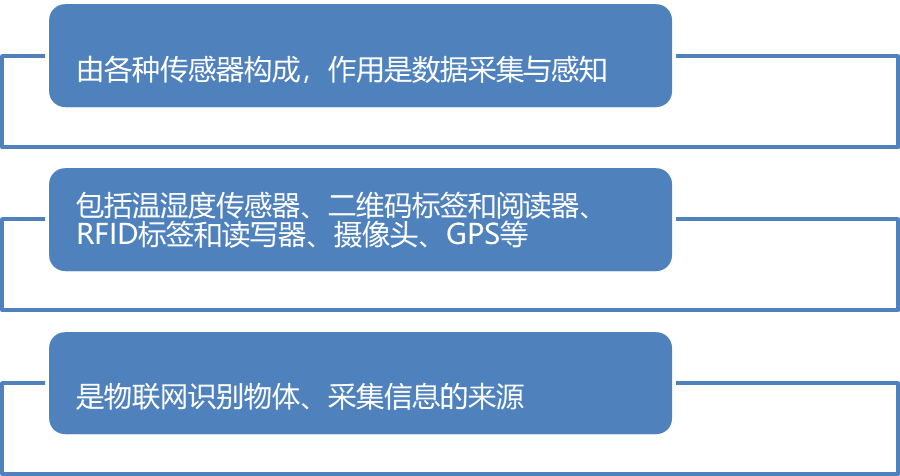 由各种传感器构成，作用是数据采集与感知
包括温湿度传感器、二维码标签和阅读器、
RFID标签和读写器、摄像头、GPS等
是物联网识别物体、采集信息的来源